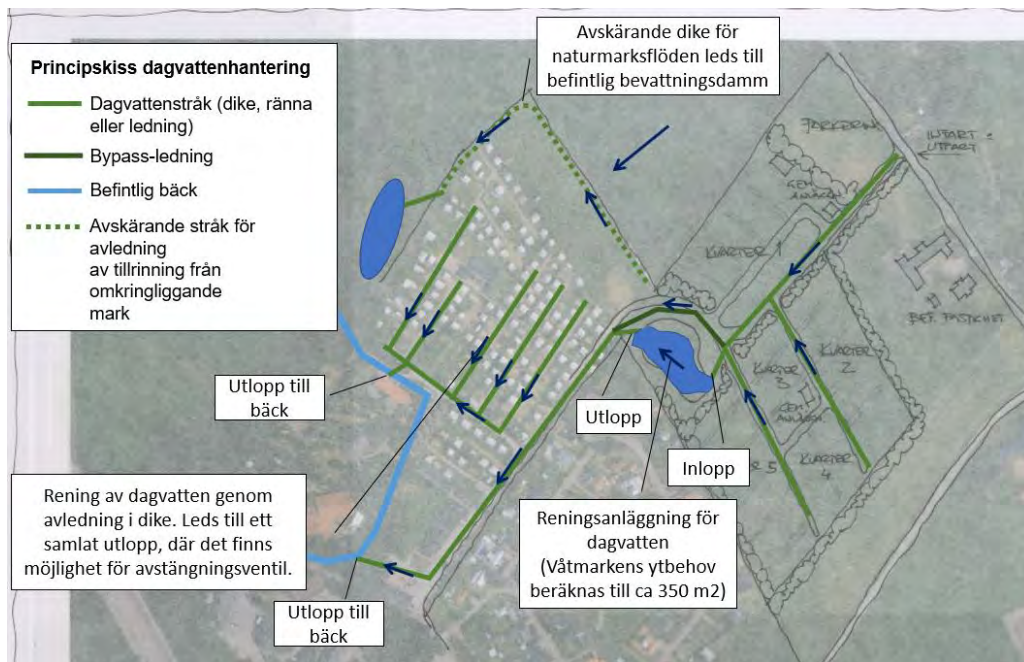 Principskiss dagvattenhantering
Dagvattenstråk (dike, ränna
eller ledning)
Bypass-ledning
Befintlig bäck
Avskärande stråk för
avledning
av tillrinning från
omkringliggande
mark
Avskärande dike för
naturmarksflöden leds till
befintlig bevattningsdamm
PARKERING
INFART
UTFART
KVARTER 1
BEF. FASTIGHET
KVARTER
2
KVARTER
3
KVARTER
4
5
Utlopp till
bäck
Utlopp
Inlopp
Rening av dagvatten genom
avledning i dike. Leds till ett
samlat utlopp, där det finns
möjlighet för avstängningsventil.
Reningsanläggning för
dagvatten
(Våtmarkens ytbehov
beräknas till ca 350 m2)
Utlopp till
bäck